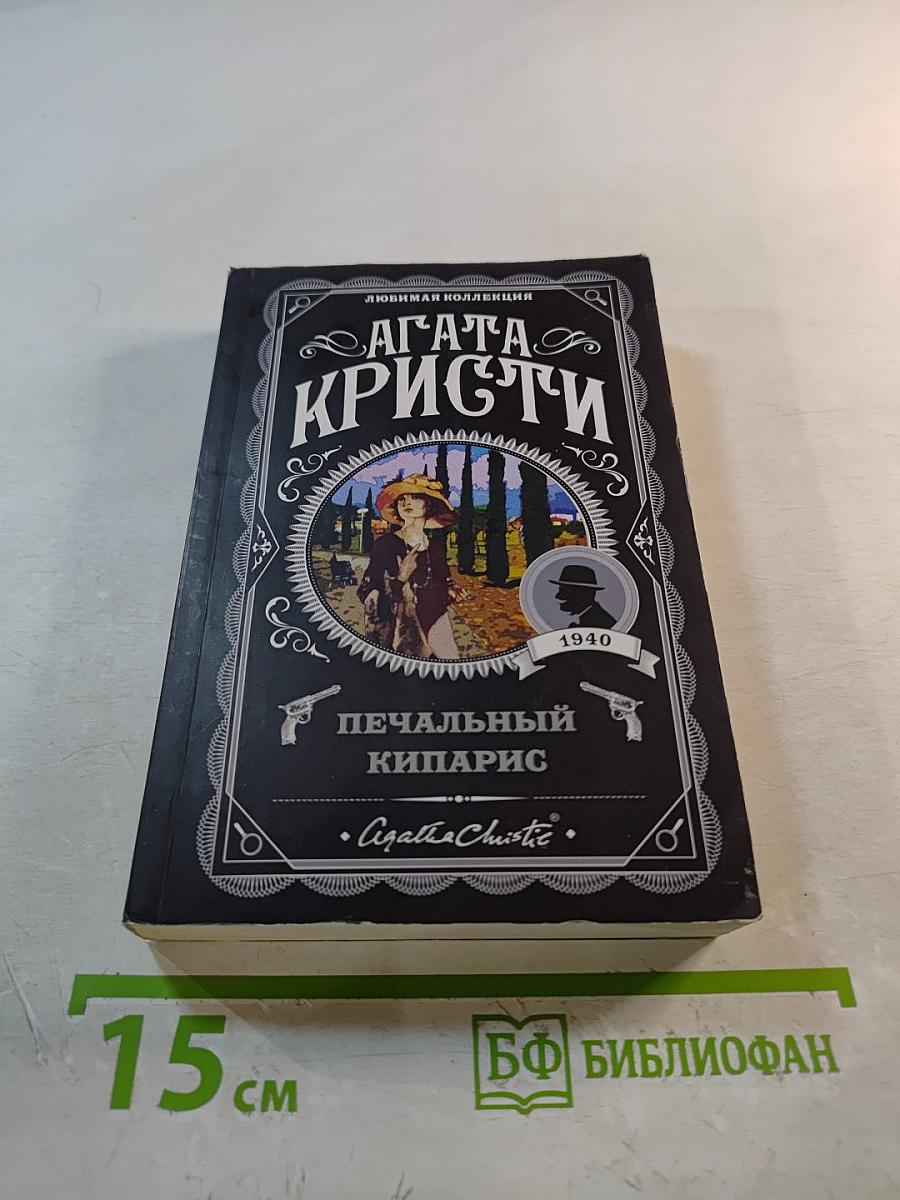 ЛЮБИМАЯ КОЛЛЕКЦИЯ
АГАТА
КРИСТИ
1940
ПЕЧАЛЬНЫЙ
КИПАРИС
Agatha Christie®
15 см
БФ БИБЛИОФАН